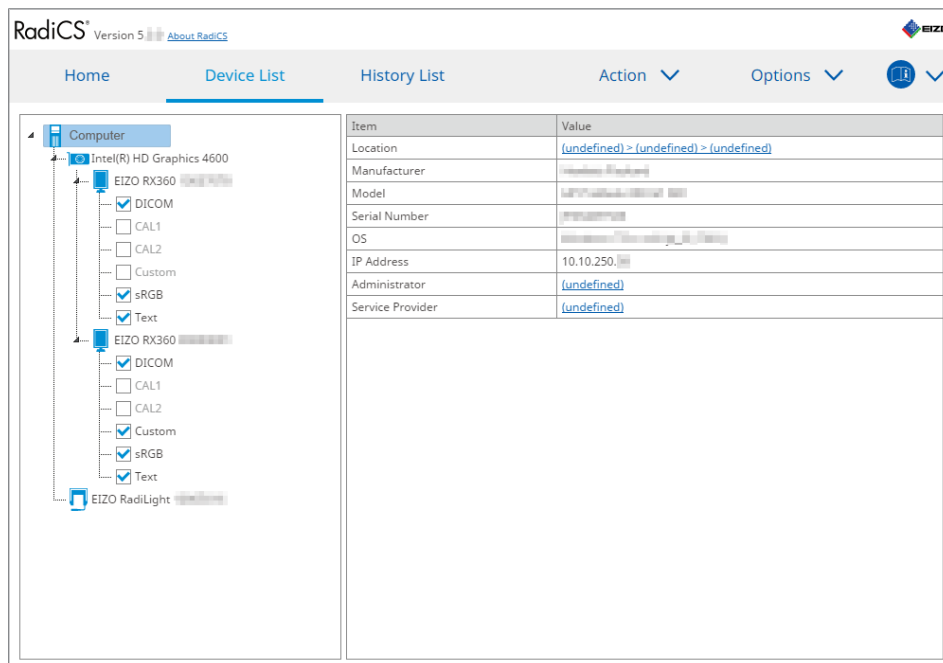 RadiCS® Version 5. About RadiCS EIZ
Home Device List History List Action Options
Computer
Intel(R) HD Graphics 4600
EIZO RX360
DICOM
CAL1
CAL2
Custom
sRGB
Text
EIZO RX360
DICOM
CAL1
CAL2
Custom
sRGB
Text
EIZO RadiLight
Item Value
Location (undefined) > (undefined) > (undefined)
Manufacturer
Model
Serial Number
OS
IP Address 10.10.250.
Administrator (undefined)
Service Provider (undefined)